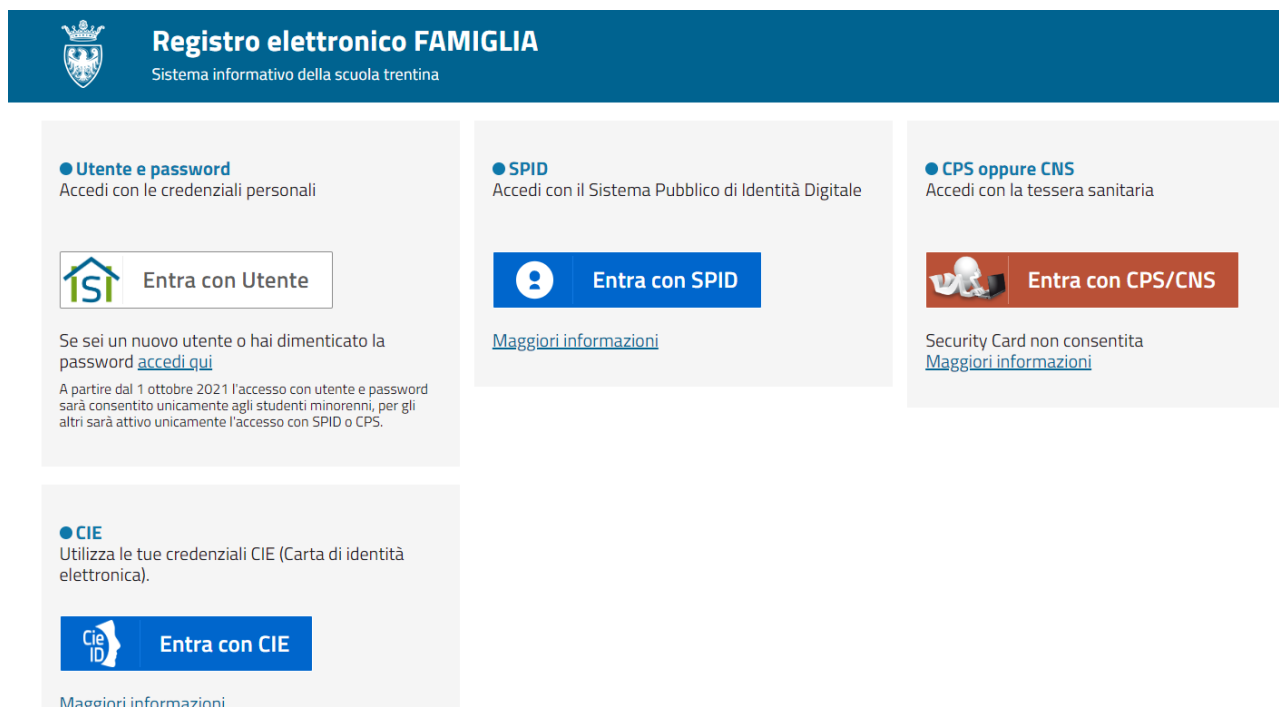 Registro elettronico FAMIGLIA
Sistema informativo della scuola trentina
Utente e password
Accedi con le credenziali personali
iSi Entra con Utente
Se sei un nuovo utente o hai dimenticato la
password accedi qui
A partire dal 1 ottobre 2021 l'accesso con utente e password
sarà consentito unicamente agli studenti minorenni, per gli
altri sarà attivo unicamente l'accesso con SPID o CPS.
SPID
Accedi con il Sistema Pubblico di Identità Digitale
Entra con SPID
Maggiori informazioni
CPS oppure CNS
Accedi con la tessera sanitaria
Entra con CPS/CNS
Security Card non consentita
Maggiori informazioni
CIE
Utilizza le tue credenziali CIE (Carta di identità
elettronica).
Cie
ID
Entra con CIE
Maggiori informazioni